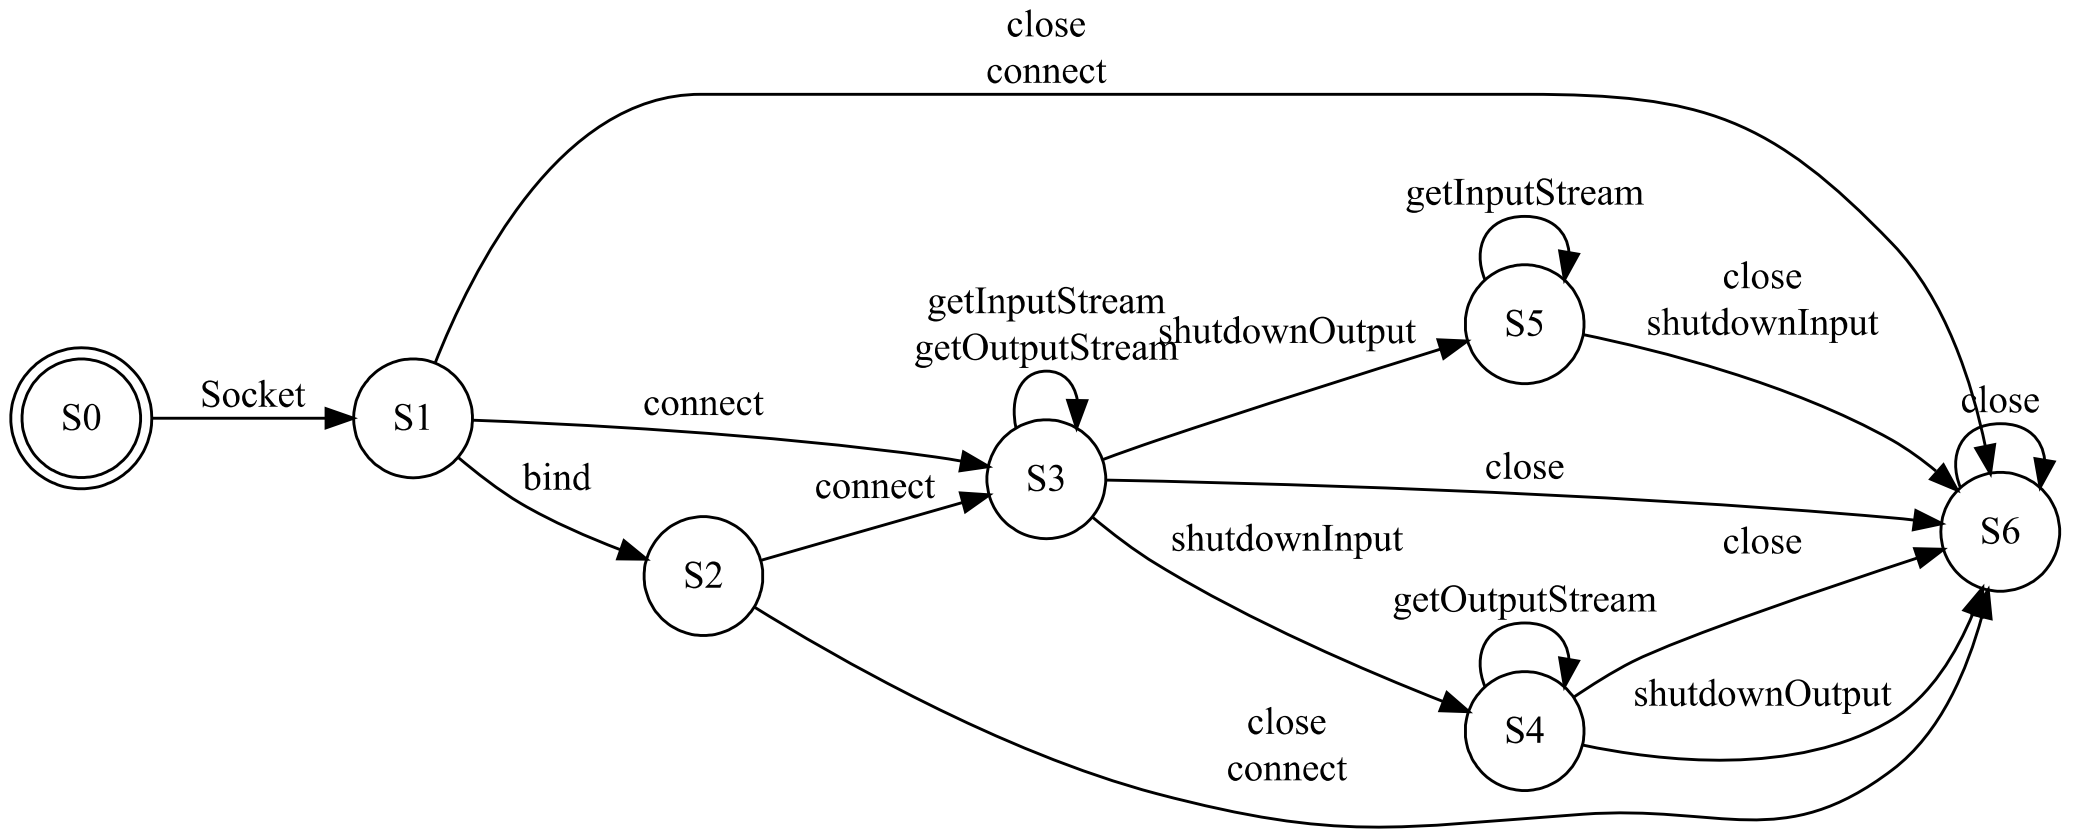 close
connect
getInputStream
close
shutdownInput
getInputStream
getOutputStream
shutdownOutput
S5
Socket
connect
close
S0
S1
bind
connect
S3
close
shutdownInput
close
S6
S2
getOutputStream
shutdownOutput
close
connect
S4